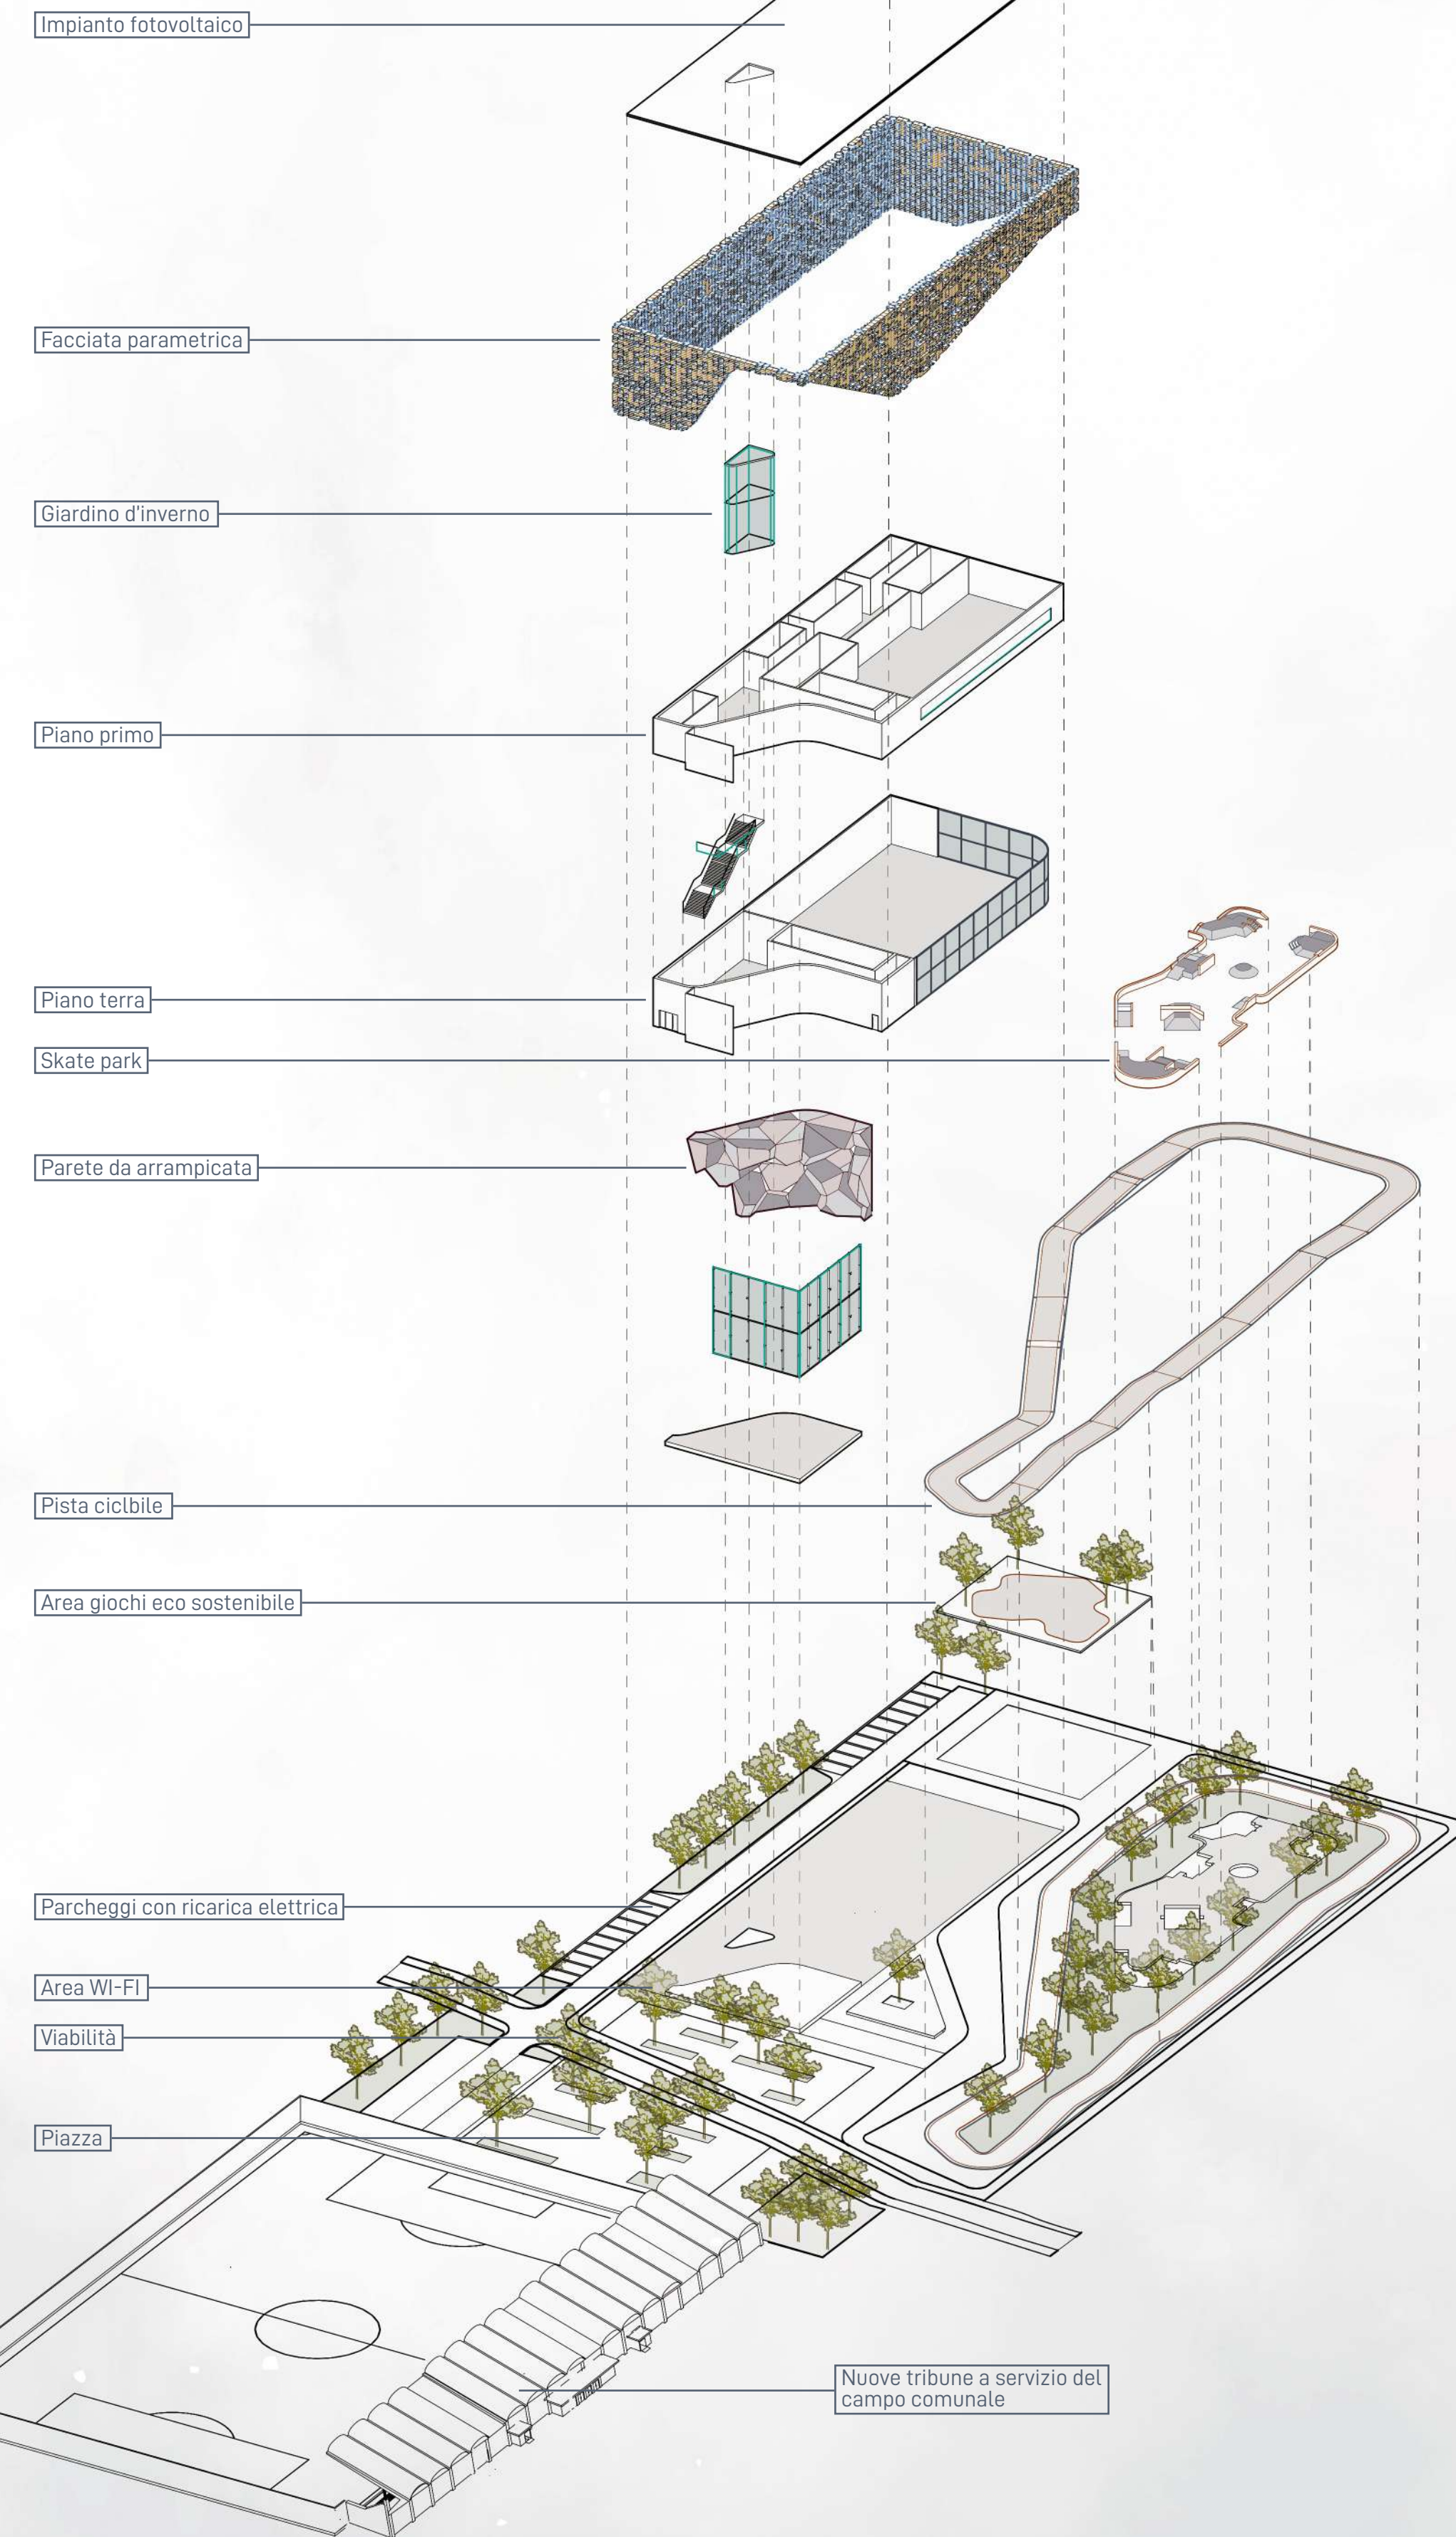 Impianto fotovoltaico
Facciata parametrica
Giardino d'inverno
Piano primo
Piano terra
Skate park
Parete da arrampicata
Pista ciclbile
Area giochi eco sostenibile
Parcheggi con ricarica elettrica
Area WI-FI
Viabilità
Piazza
Nuove tribune a servizio del
campo comunale